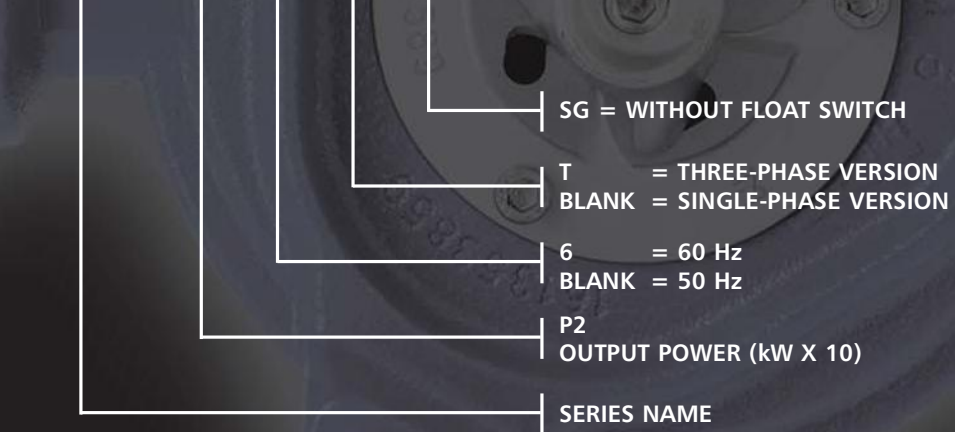 SG = WITHOUT FLOAT SWITCH
T = THREE-PHASE VERSION
BLANK = SINGLE-PHASE VERSION
6 = 60 Hz
BLANK = 50 Hz
P2
OUTPUT POWER (kW X 10)
SERIES NAME